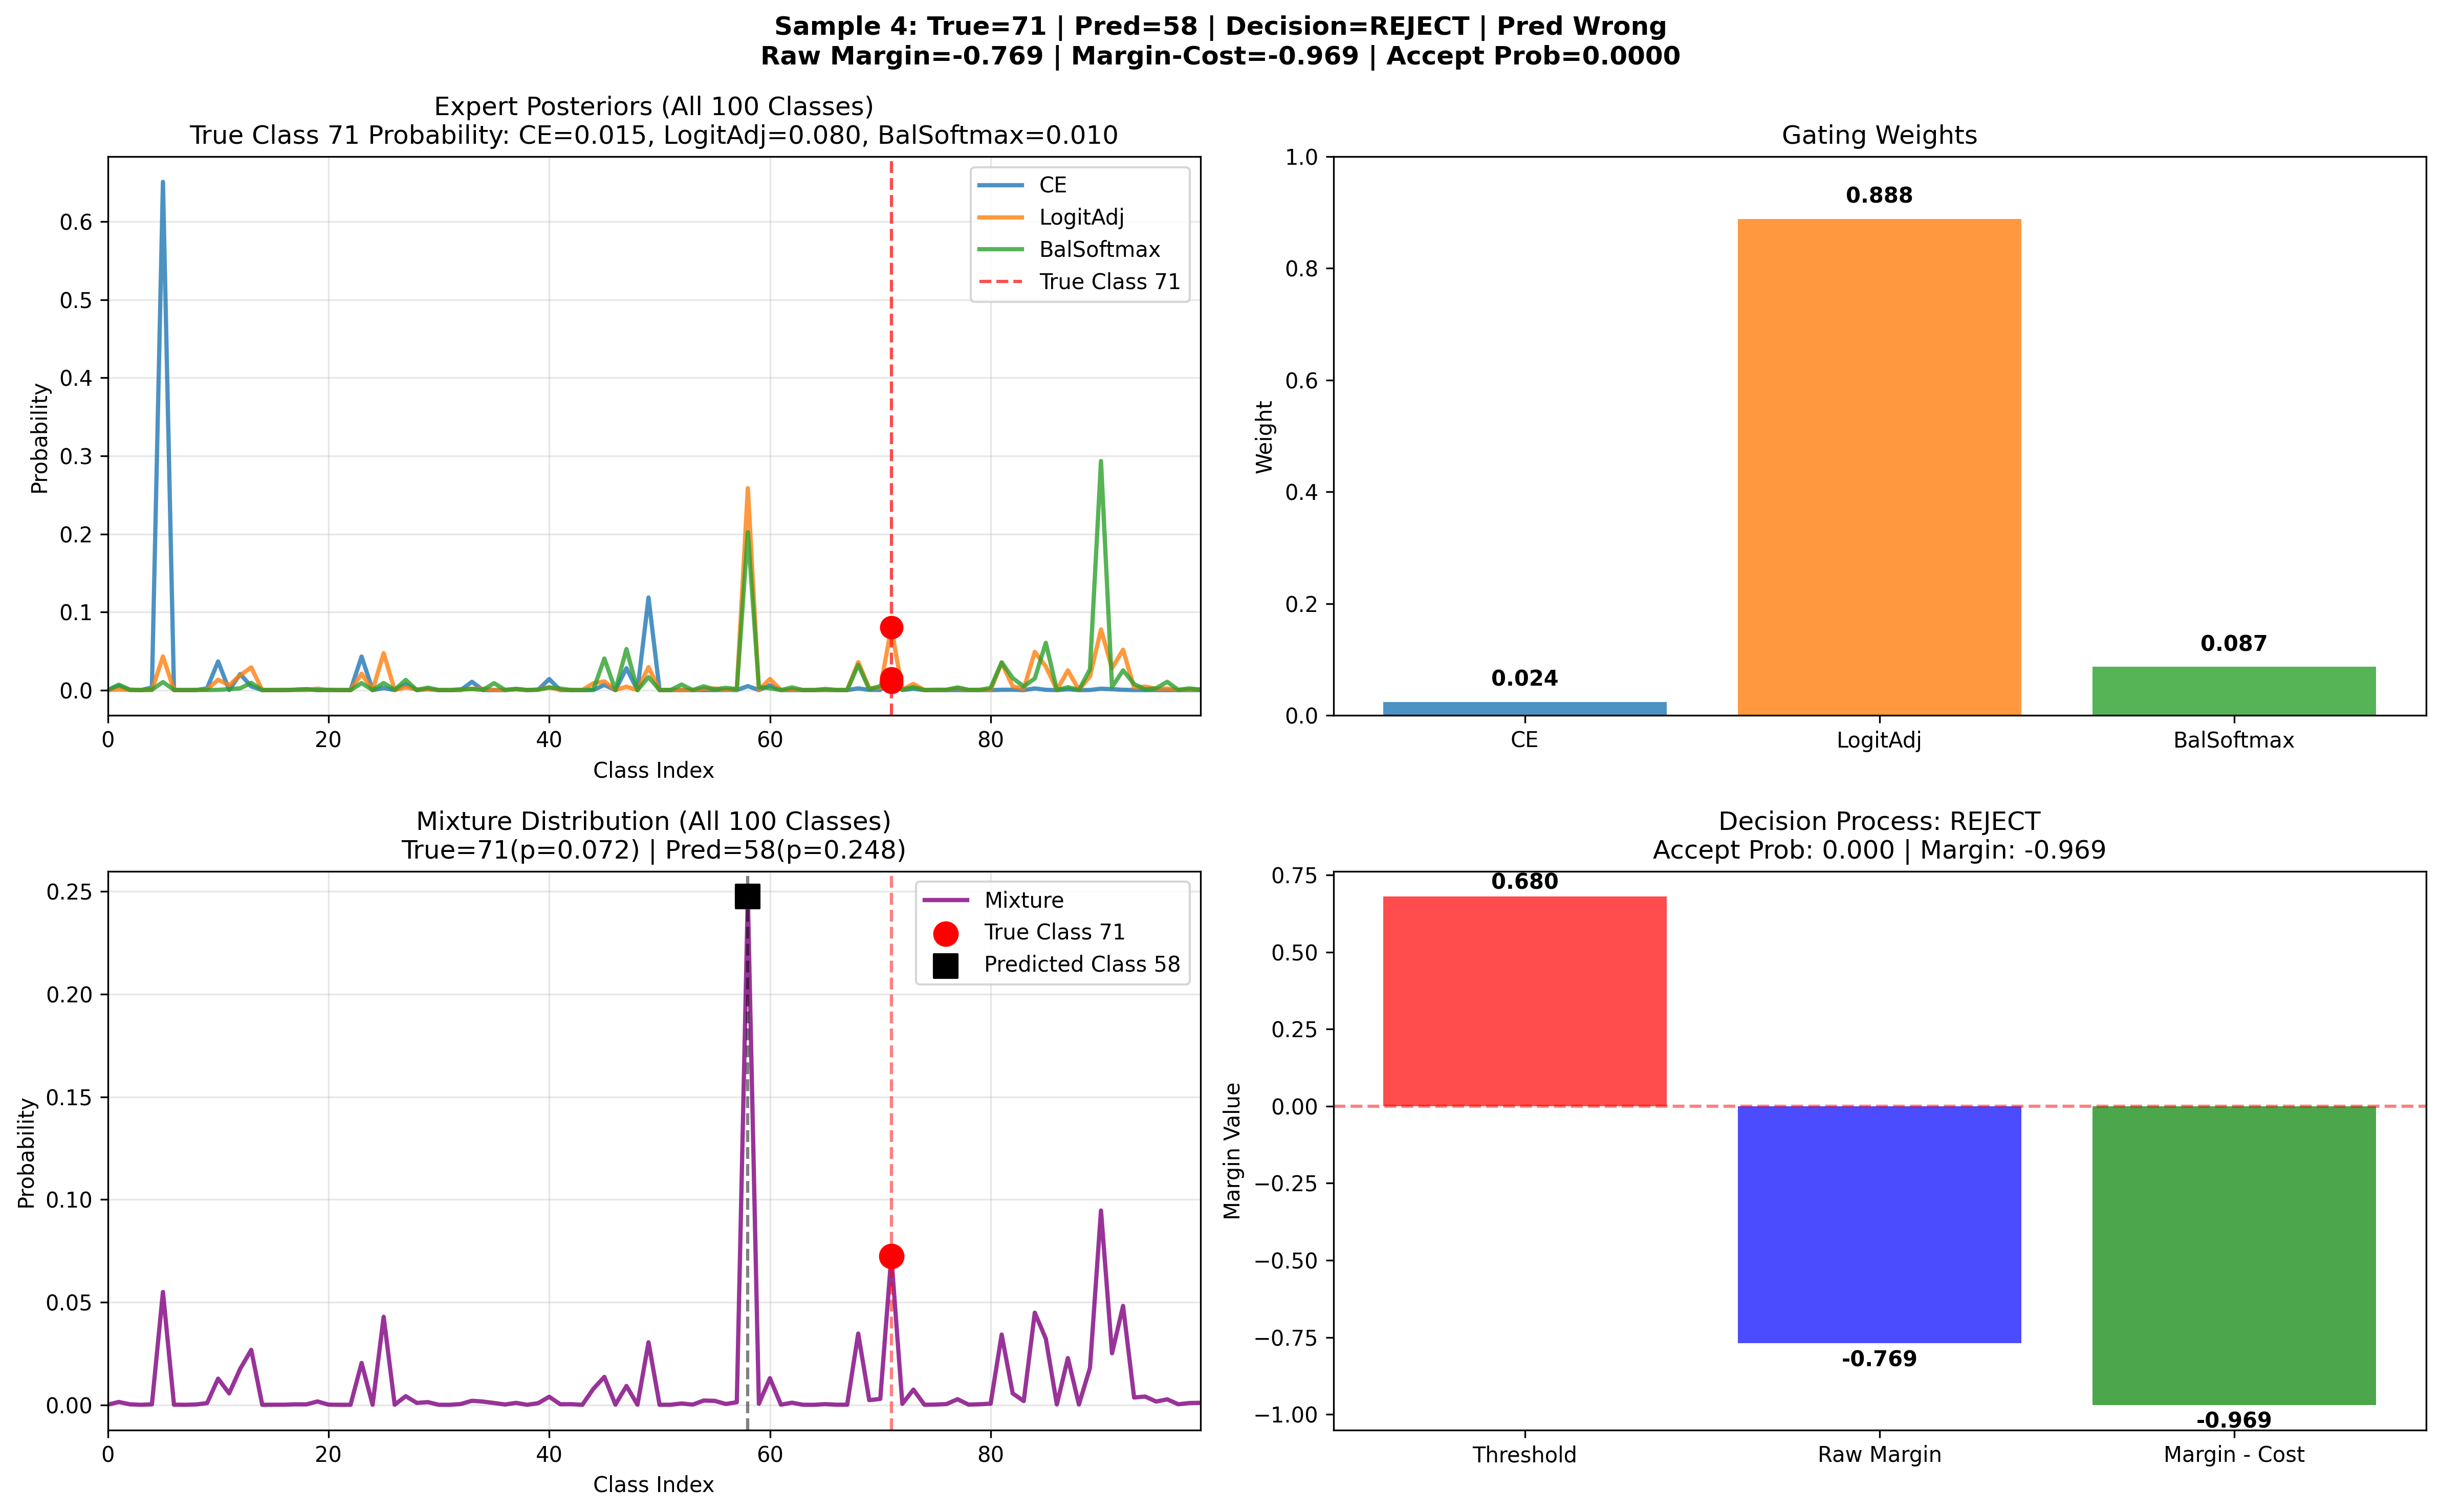 Sample 4: True=71 | Pred=58 | Decision=REJECT | Pred Wrong
Raw Margin=-0.769 | Margin-Cost=-0.969 | Accept Prob=0.0000
Expert Posteriors (All 100 Classes)
True Class 71 Probability: CE=0.015, LogitAdj=0.080, BalSoftmax=0.010
Probability
0.6
0.5
0.4
0.3
0.2
0.1
0.0
0
20
40
60
80
Class Index
CE
LogitAdj
BalSoftmax
True Class 71
Gating Weights
Weight
1.0
0.8
0.6
0.4
0.2
0.0
0.024
0.888
0.087
CE
LogitAdj
BalSoftmax
Mixture Distribution (All 100 Classes)
True=71(p=0.072) | Pred=58(p=0.248)
Probability
0.25
0.20
0.15
0.10
0.05
0.00
0
20
40
60
80
Class Index
Mixture
True Class 71
Predicted Class 58
Decision Process: REJECT
Accept Prob: 0.000 | Margin: -0.969
Margin Value
0.75
0.50
0.25
0.00
−0.25
−0.50
−0.75
−1.00
0.680
-0.769
-0.969
Threshold
Raw Margin
Margin - Cost